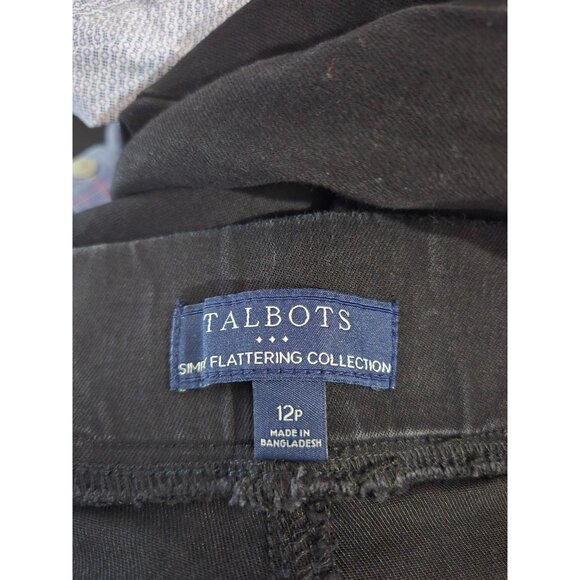 TALBOTS
FLATTERING COLLECTION
12P
MADE IN
BANGLADESH